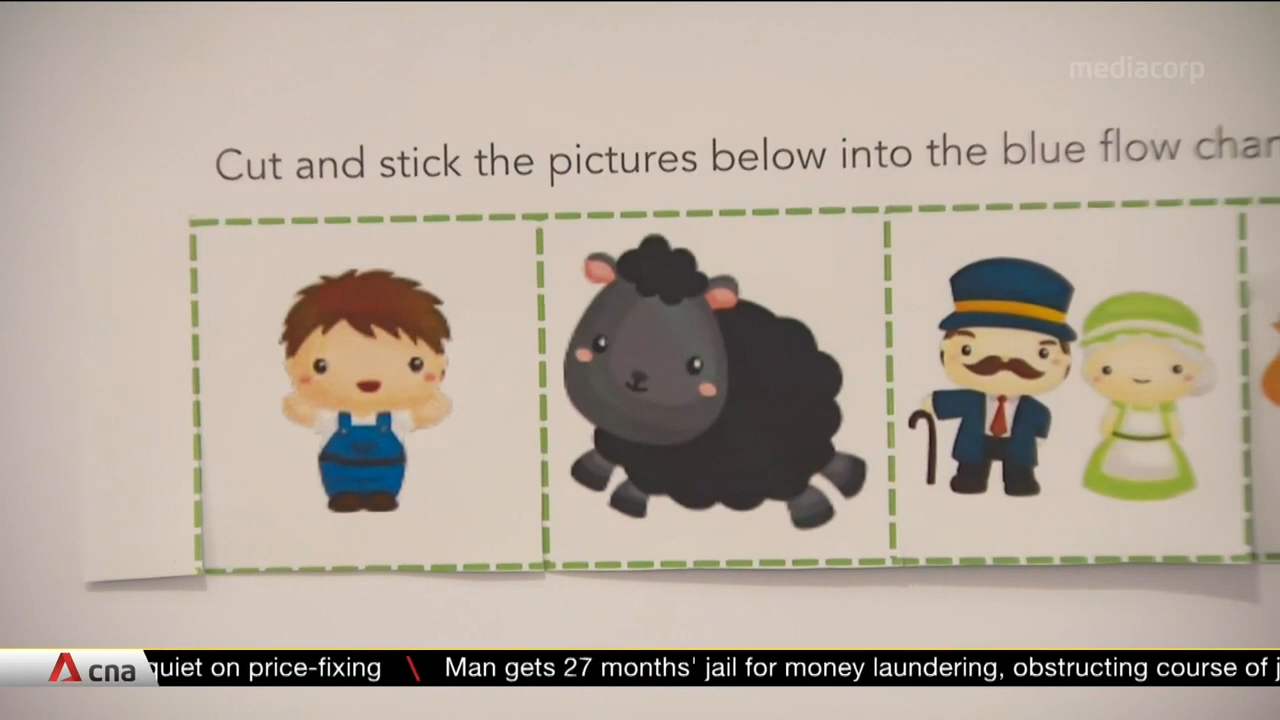 mediacorp
Cut and stick the pictures below into the blue flow char
cna
quiet on price-fixing \ Man gets 27 months' jail for money laundering, obstructing course of j